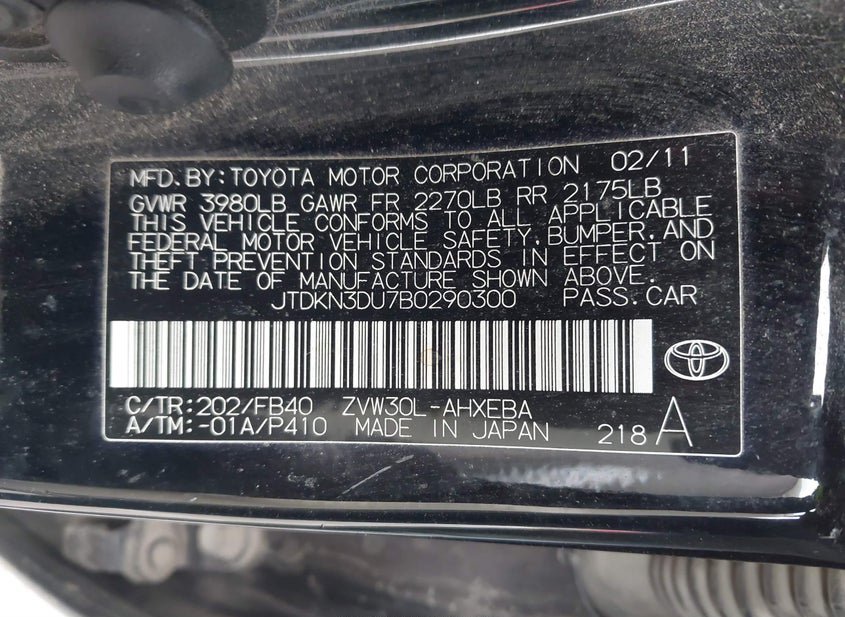 MFD.BY:TOYOTA MOTOR CORPORATION 02/11
GVWR 3980LB GAWR FR 2270LB RR 2175LB
THIS VEHICLE CONFORMS TO ALL APPLICABLE
FEDERAL MOTOR VEHICLE SAFETY,BUMPER,AND
THEFT PREVENTION STANDARDS IN EFFECT ON
THE DATE OF MANUFACTURE SHOWN ABOVE.
JTDKN3DU7B0290300 PASS.CAR
C/TR:202/FB40 ZVW30L-AHXEBA
A/TM:-01A/P410 MADE IN JAPAN 218 A